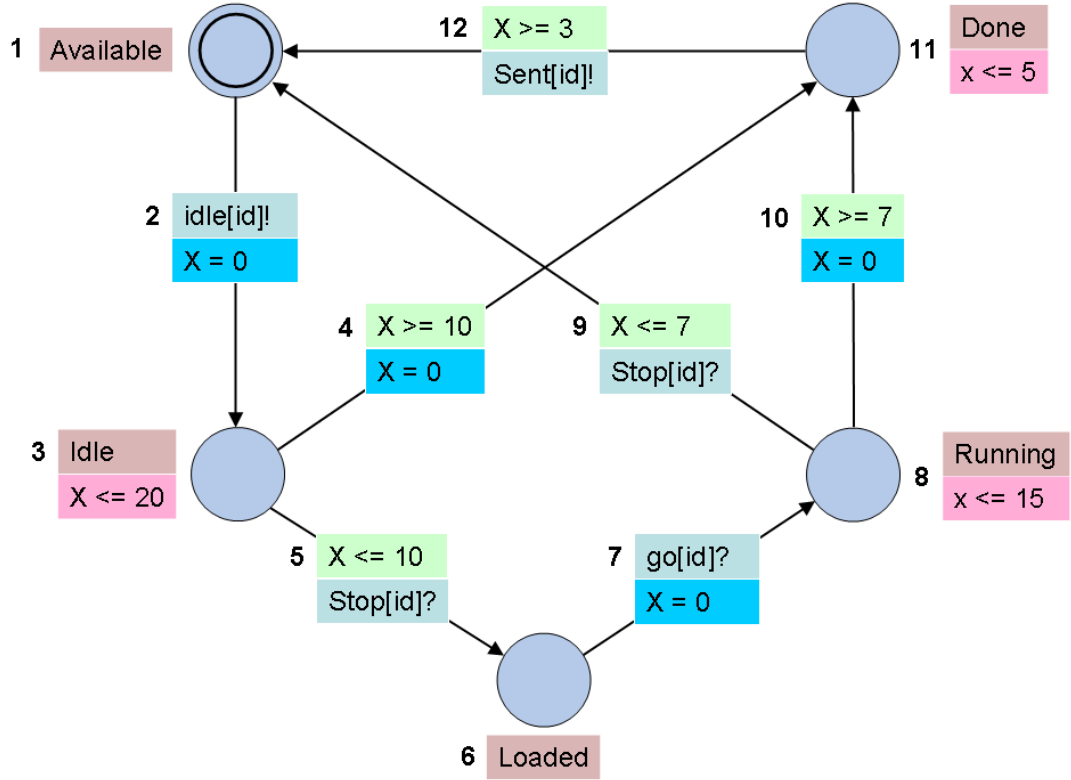 1
Available
12
X >= 3
Sent[id]!
11
Done
x <= 5
2
idle[id]!
X = 0
10
X >= 7
X = 0
4
X >= 10
X = 0
9
X <= 7
Stop[id]?
3
Idle
X <= 20
8
Running
x <= 15
5
X <= 10
Stop[id]?
7
go[id]?
X = 0
6
Loaded